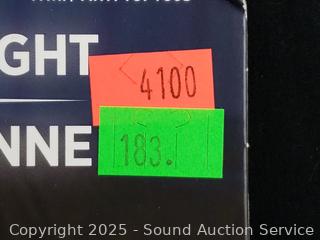 GHT
4100
NNE
183.
Copyright 2025 - Sound Auction Service